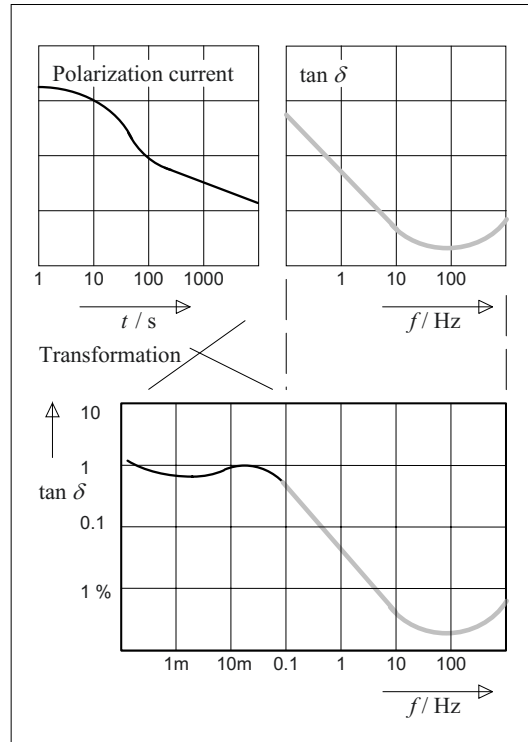 Polarization current
1 10 100 1000
t / s
tan δ
1 10 100
f / Hz
Transformation
10
1
tan δ
0.1
1 %
1m 10m 0.1 1 10 100
f / Hz